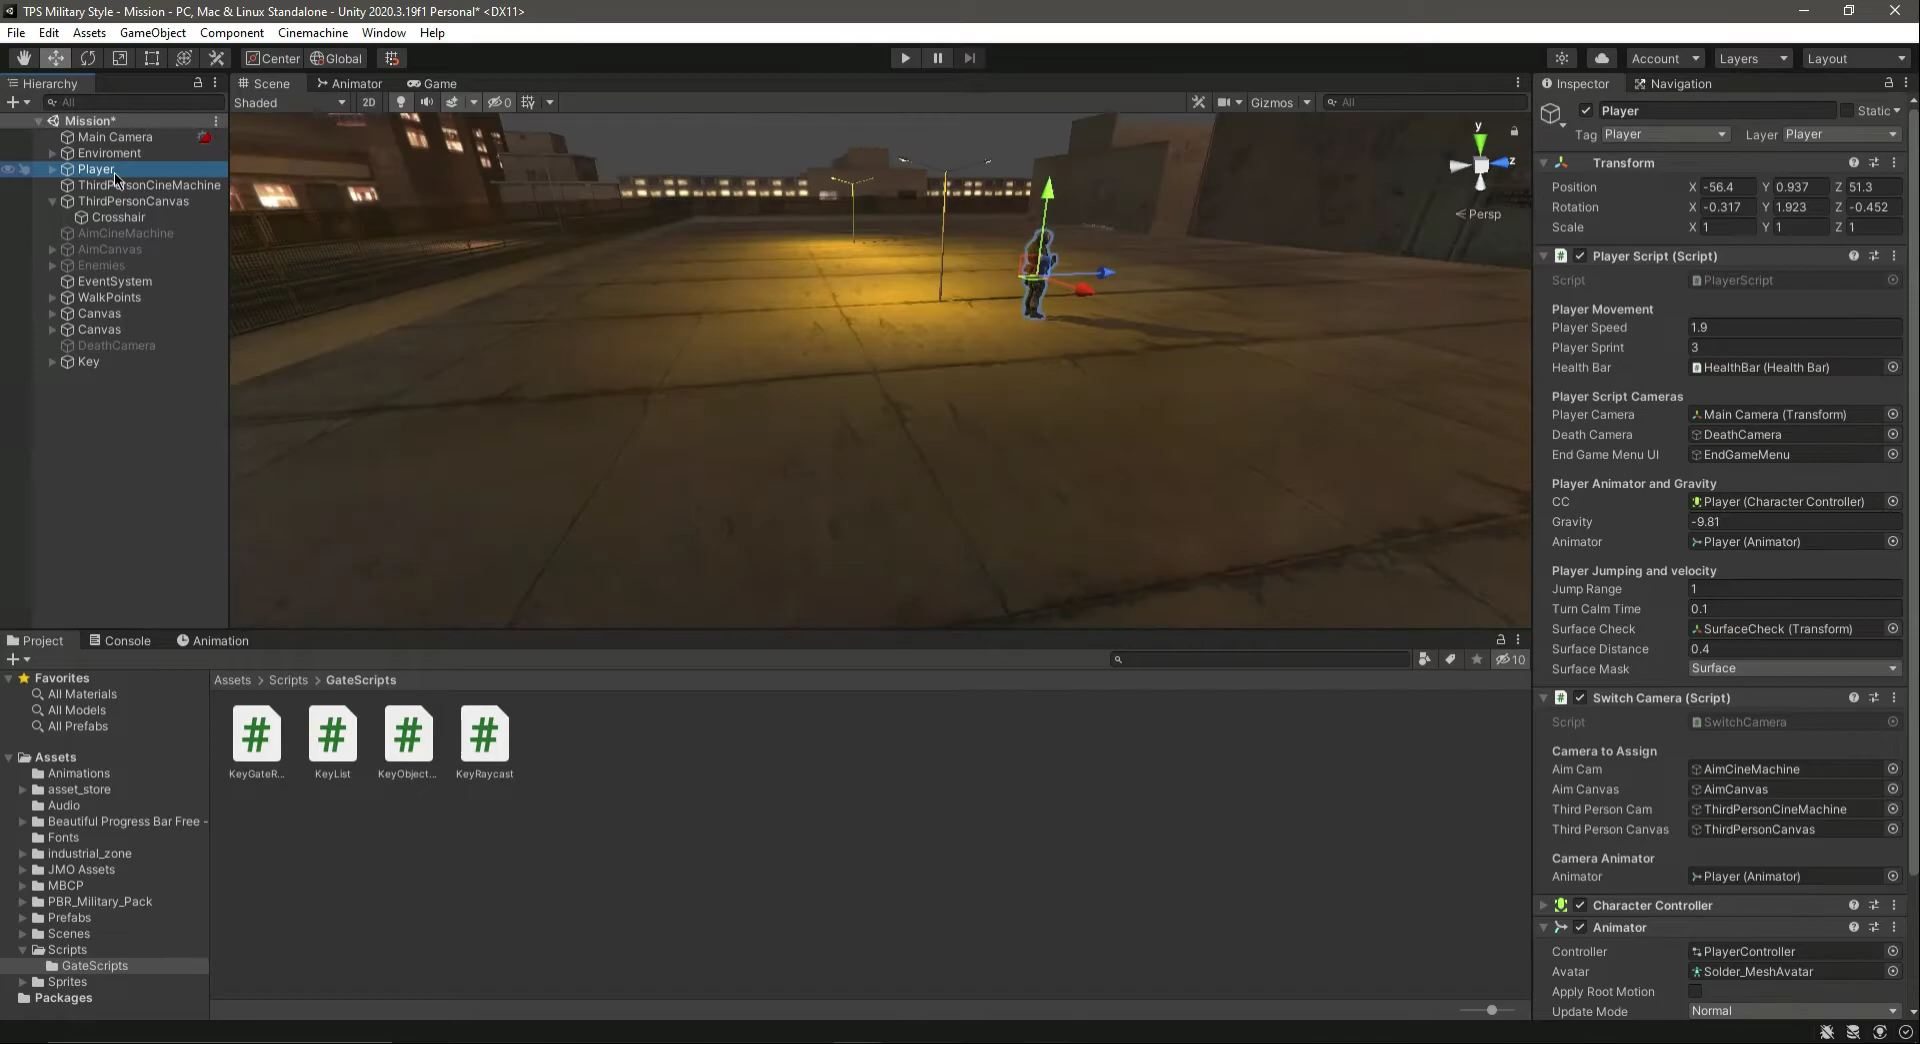 TPS Military Style - Mission - PC, Mac & Linux Standalone - Unity 2020.3.19f1 Personal* <DX11>
File Edit Assets GameObject Component Cinemachine Window Help
Center Global Account Layers Layout
Hierarchy
All
Mission*
Main Camera
Enviroment
Player
ThirdPersonCineMachine
ThirdPersonCanvas
Crosshair
AimCineMachine
AimCanvas
Enemies
EventSystem
WalkPoints
Canvas
Canvas
DeathCamera
Key
Scene Animator Game
Shaded 2D 0 Gizmos All
y
z
Persp
Inspector Navigation
Player Static
Tag Player Layer Player
Transform
Position X -56.4 Y 0.937 Z 51.3
Rotation X -0.317 Y 1.923 Z -0.452
Scale X 1 Y 1 Z 1
# Player Script (Script)
Script PlayerScript
Player Movement
Player Speed 1.9
Player Sprint 3
Health Bar HealthBar (Health Bar)
Player Script Cameras
Player Camera Main Camera (Transform)
Death Camera DeathCamera
End Game Menu UI EndGameMenu
Player Animator and Gravity
CC Player (Character Controller)
Gravity -9.81
Animator Player (Animator)
Player Jumping and velocity
Jump Range 1
Turn Calm Time 0.1
Surface Check SurfaceCheck (Transform)
Surface Distance 0.4
Surface Mask Surface
# Switch Camera (Script)
Script SwitchCamera
Camera to Assign
Aim Cam AimCineMachine
Aim Canvas AimCanvas
Third Person Cam ThirdPersonCineMachine
Third Person Canvas ThirdPersonCanvas
Camera Animator
Animator Player (Animator)
Character Controller
Animator
Controller PlayerController
Avatar Solder_MeshAvatar
Apply Root Motion
Update Mode Normal
Project Console Animation
10
Favorites
All Materials
All Models
All Prefabs
Assets
Animations
asset_store
Audio
Beautiful Progress Bar Free -
Fonts
industrial_zone
JMO Assets
MBCP
PBR_Military_Pack
Prefabs
Scenes
Scripts
GateScripts
Sprites
Packages
Assets > Scripts > GateScripts
# # # #
KeyGateR... KeyList KeyObject... KeyRaycast